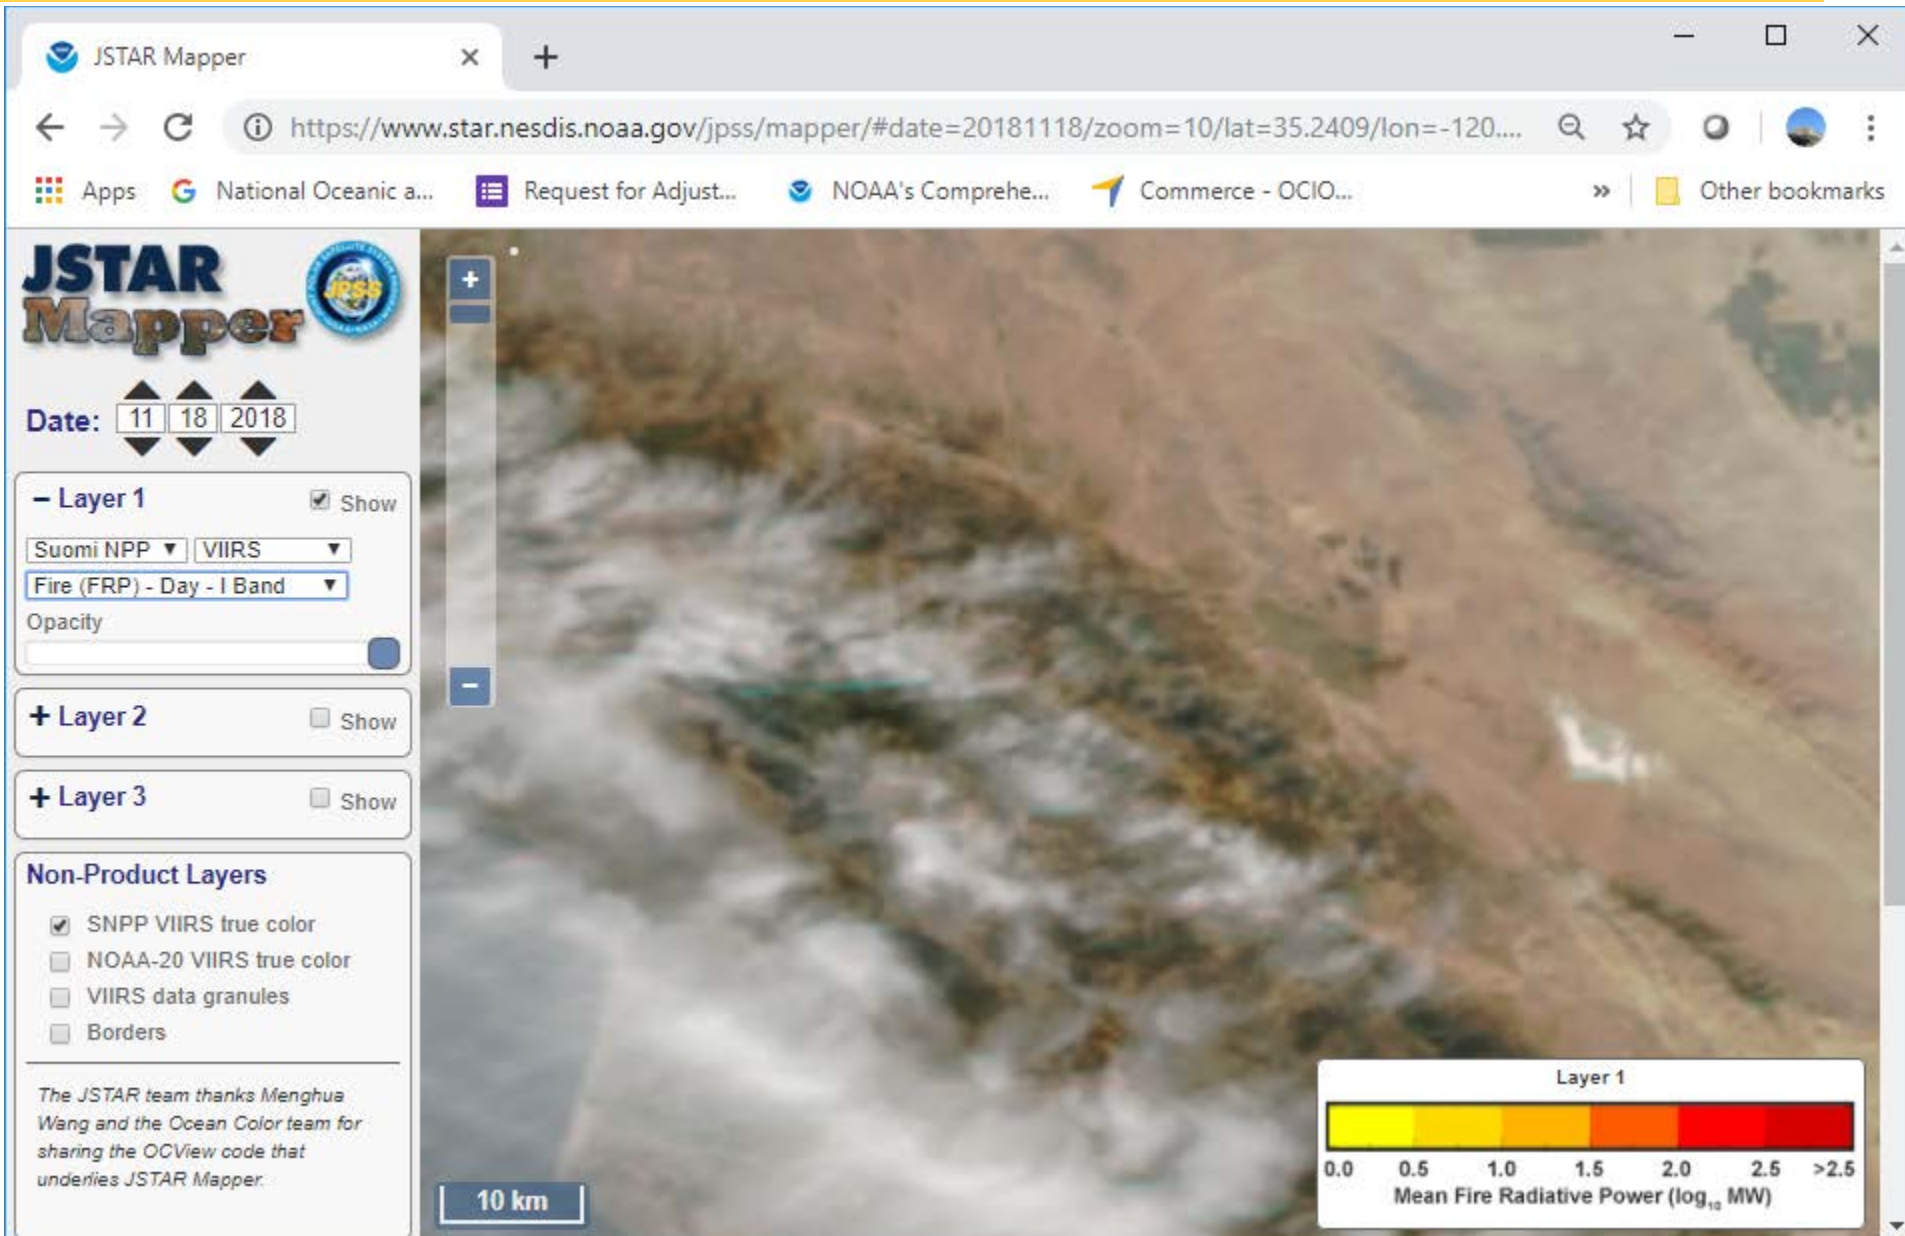 JSTAR Mapper
https://www.star.nesdis.noaa.gov/jpss/mapper/#date=20181118/zoom=10/lat=35.2409/lon=-120....
Apps National Oceanic a... Request for Adjust... NOAA's Comprehe... Commerce - OCIO... » Other bookmarks
JSTAR
Mapper
JPSS
Date: 11 18 2018
– Layer 1 Show
Suomi NPP VIIRS
Fire (FRP) - Day - I Band
Opacity
+ Layer 2 Show
+ Layer 3 Show
Non-Product Layers
SNPP VIIRS true color
NOAA-20 VIIRS true color
VIIRS data granules
Borders
The JSTAR team thanks Menghua
Wang and the Ocean Color team for
sharing the OCView code that
underlies JSTAR Mapper.
+
–
10 km
Layer 1
0.0 0.5 1.0 1.5 2.0 2.5 >2.5
Mean Fire Radiative Power (log₁₀ MW)